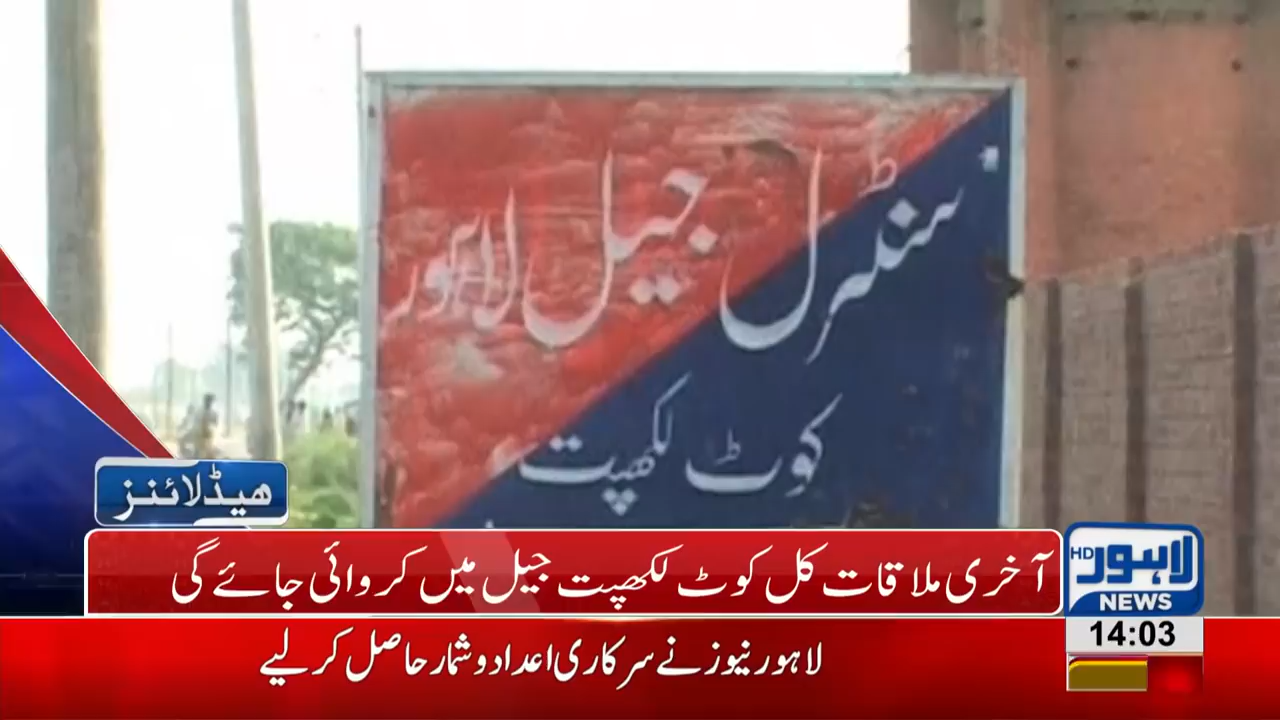 سنٹرل جیل لاہور
کوٹ لکھپت
ھیڈلائنز
آخری ملاقات کل کوٹ لکھپت جیل میں کروائی جائے گی
لاہور HD
NEWS
14:03
لاہور نیوز نے سرکاری اعداد و شمار حاصل کر لیے